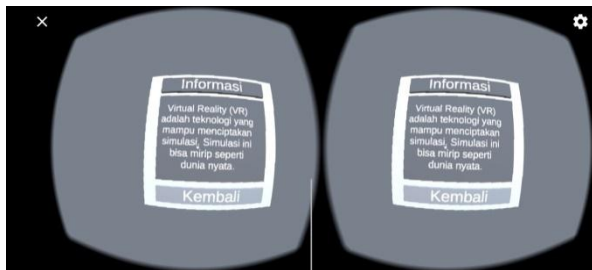 Informasi
Virtual Reality (VR)
adalah teknologi yang
mampu menciptakan
simulasi. Simulasi ini
bisa mirip seperti
dunia nyata.
Kembali
Informasi
Virtual Reality (VR)
adalah teknologi yang
mampu menciptakan
simulasi. Simulasi ini
bisa mirip seperti
dunia nyata.
Kembali